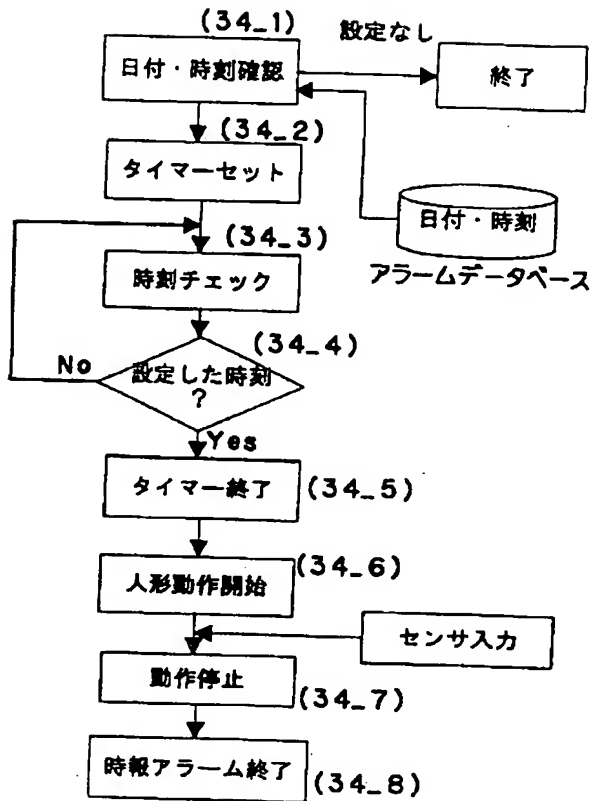 (34_1)
設定なし
日付・時刻確認
終了
(34_2)
タイマーセット
日付・時刻
アラームデータベース
(34_3)
時刻チェック
(34_4)
No
設定した時刻
?
Yes
タイマー終了
(34_5)
(34_6)
人形動作開始
センサ入力
動作停止
(34_7)
時報アラーム終了
(34_8)